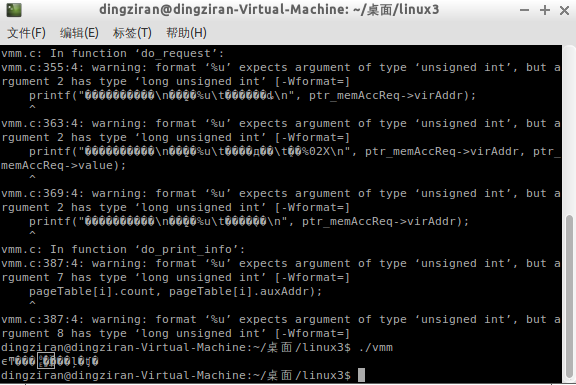 dingziran@dingziran-Virtual-Machine: ~/桌面/linux3
文件(F) 编辑(E) 标签(T) 帮助(H)
vmm.c: In function ‘do_request’:
vmm.c:355:4: warning: format ‘%u’ expects argument of type ‘unsigned int’, but a
rgument 2 has type ‘long unsigned int’ [-Wformat=]
printf("������������\n����%u\t������\n", ptr_memAccReq->virAddr);
^
vmm.c:363:4: warning: format ‘%u’ expects argument of type ‘unsigned int’, but a
rgument 2 has type ‘long unsigned int’ [-Wformat=]
printf("������������\n����%u\t����д��\t��%02X\n", ptr_memAccReq->virAddr, ptr_
memAccReq->value);
^
vmm.c:369:4: warning: format ‘%u’ expects argument of type ‘unsigned int’, but a
rgument 2 has type ‘long unsigned int’ [-Wformat=]
printf("������������\n����%u\t������\n", ptr_memAccReq->virAddr);
^
vmm.c: In function ‘do_print_info’:
vmm.c:387:4: warning: format ‘%u’ expects argument of type ‘unsigned int’, but a
rgument 7 has type ‘long unsigned int’ [-Wformat=]
pageTable[i].count, pageTable[i].auxAddr);
^
vmm.c:387:4: warning: format ‘%u’ expects argument of type ‘unsigned int’, but a
rgument 8 has type ‘long unsigned int’ [-Wformat=]
dingziran@dingziran-Virtual-Machine:~/桌面/linux3$ ./vmm
dingziran@dingziran-Virtual-Machine:~/桌面/linux3$